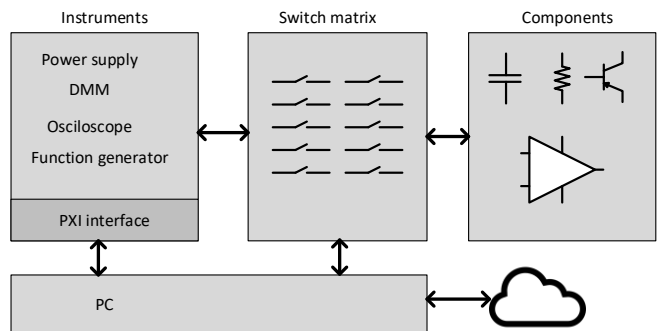 Instruments
Switch matrix
Components
Power supply
DMM
Osciloscope
Function generator
PXI interface
PC